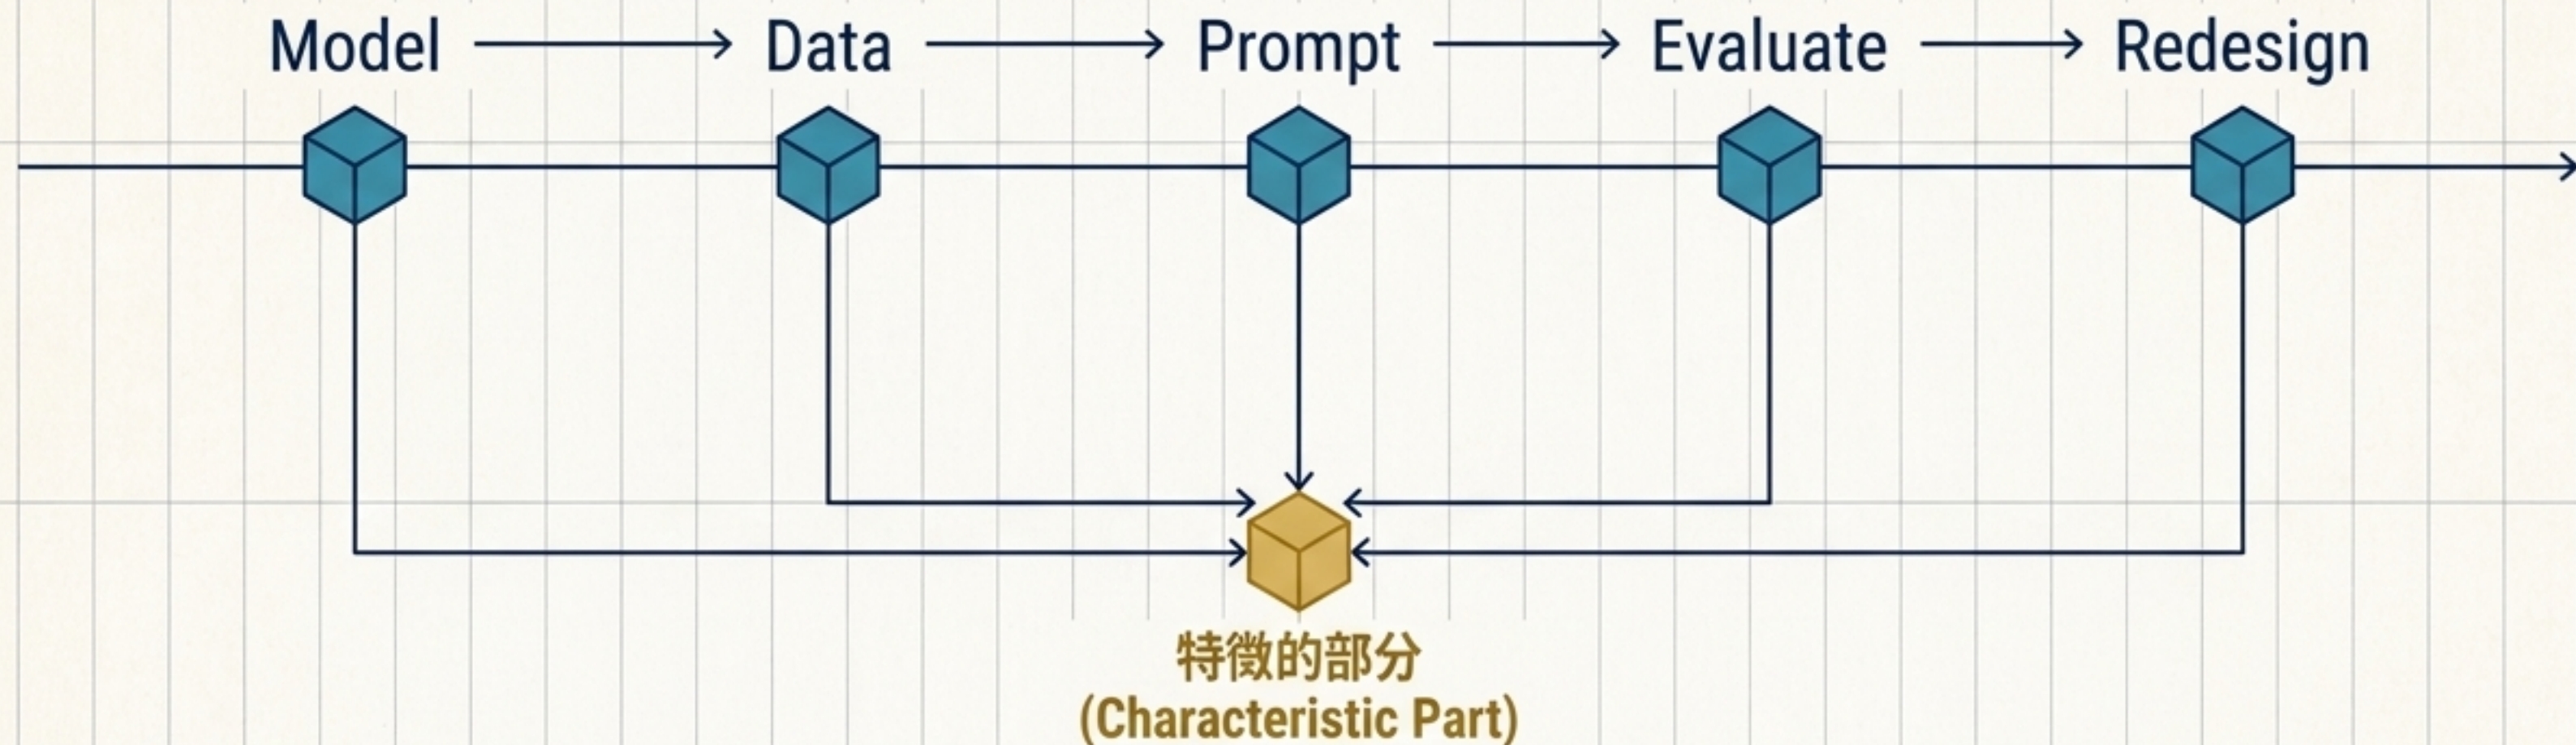 Model → Data → Prompt → Evaluate → Redesign
特徴的部分
(Characteristic Part)